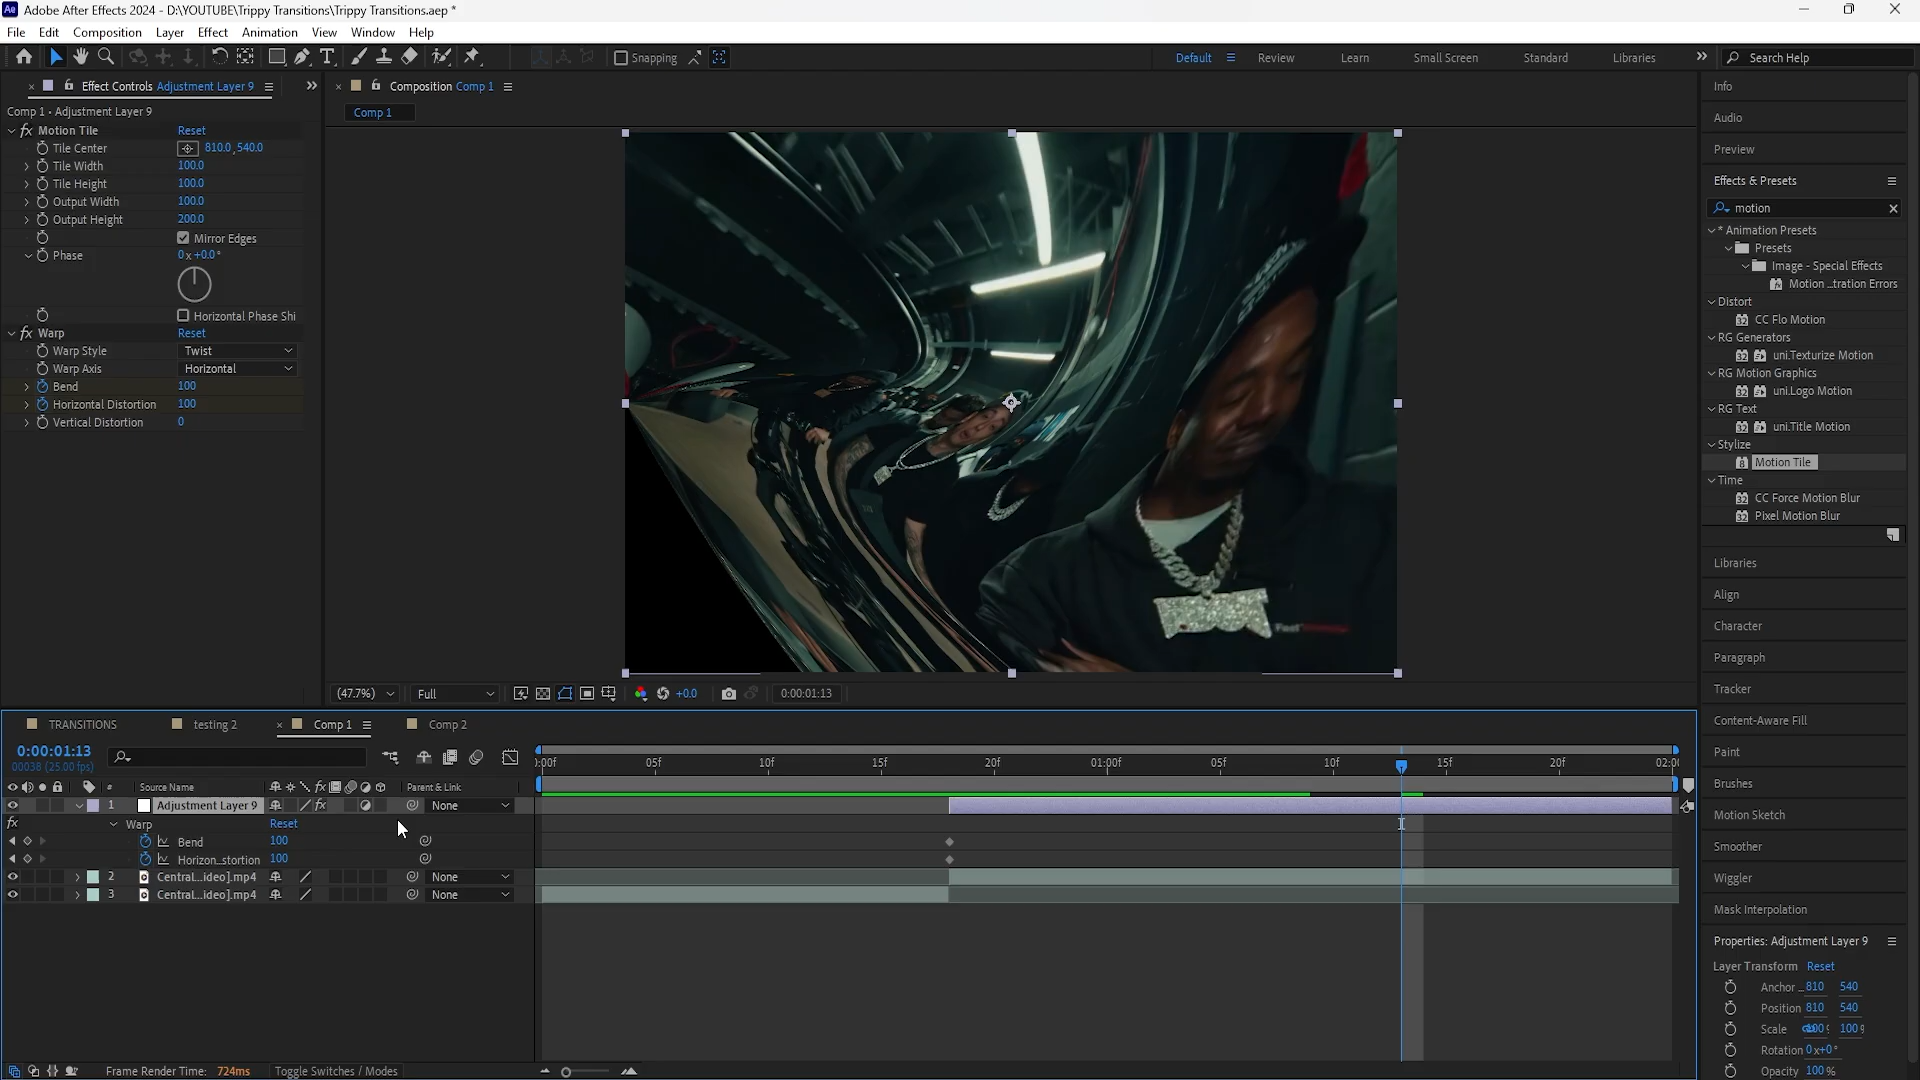 Adobe After Effects 2024 - D:\YOUTUBE\Trippy Transitions\Trippy Transitions.aep *
File Edit Composition Layer Effect Animation View Window Help
Snapping Default Review Learn Small Screen Standard Libraries Search Help
Effect Controls Adjustment Layer 9
Comp 1 • Adjustment Layer 9
fx Motion Tile Reset
Tile Center 810.0, 540.0
Tile Width 100.0
Tile Height 100.0
Output Width 100.0
Output Height 200.0
Mirror Edges
Phase 0x+0.0°
Horizontal Phase Shi
fx Warp Reset
Warp Style Twist
Warp Axis Horizontal
Bend 100
Horizontal Distortion 100
Vertical Distortion 0
Composition Comp 1
Comp 1
(47.7%) Full +0.0 0:00:01:13
Info
Audio
Preview
Effects & Presets
motion
* Animation Presets
Presets
Image - Special Effects
Motion ...tration Errors
Distort
CC Flo Motion
RG Generators
uni.Texturize Motion
RG Motion Graphics
uni.Logo Motion
RG Text
uni.Title Motion
Stylize
Motion Tile
Time
CC Force Motion Blur
Pixel Motion Blur
Libraries
Align
Character
Paragraph
Tracker
Content-Aware Fill
Paint
Brushes
Motion Sketch
Smoother
Wiggler
Mask Interpolation
Properties: Adjustment Layer 9
Layer Transform Reset
Anchor ... 810 540
Position 810 540
Scale 100 100
Rotation 0x+0°
Opacity 100 %
TRANSITIONS testing 2 Comp 1 Comp 2
0:00:01:13
00038 (25.00 fps)
:00f 05f 10f 15f 20f 01:00f 05f 10f 15f 20f 02:00
# Source Name fx Parent & Link
1 Adjustment Layer 9 fx None
fx Warp Reset
Bend 100
Horizon...stortion 100
2 Central...ideo].mp4 None
3 Central...ideo].mp4 None
Frame Render Time: 724ms Toggle Switches / Modes